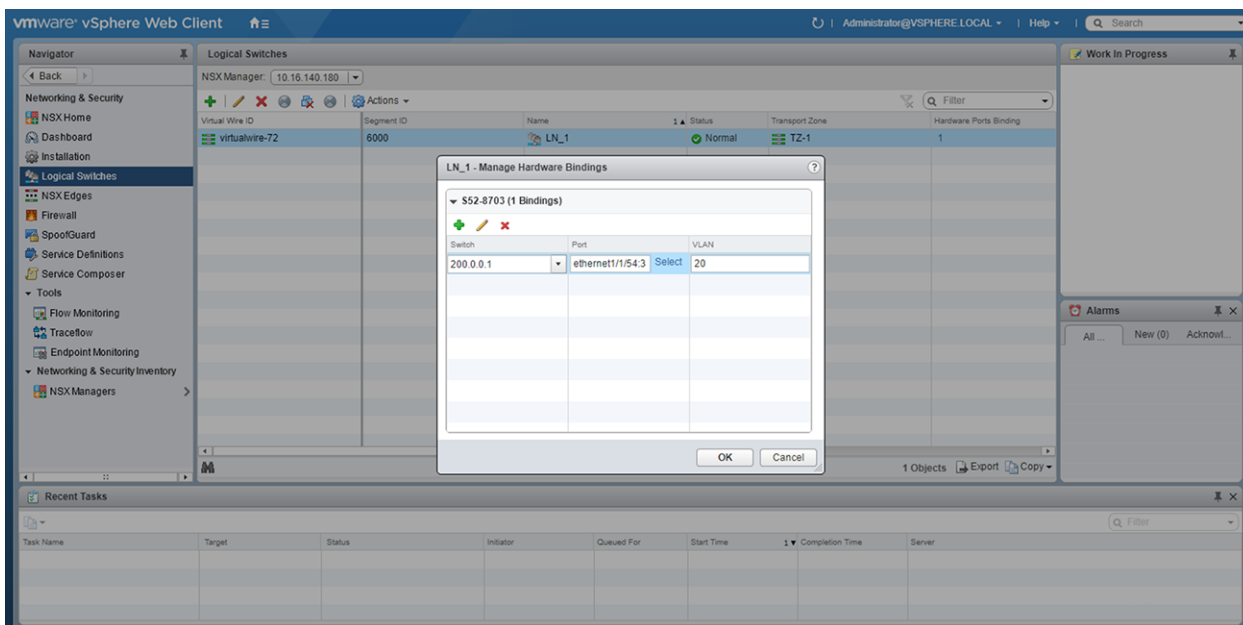 vmware® vSphere Web Client
Administrator@VSPHERE.LOCAL | Help | Search
Navigator
Back
Networking & Security
NSX Home
Dashboard
Installation
Logical Switches
NSX Edges
Firewall
SpoofGuard
Service Definitions
Service Composer
Tools
Flow Monitoring
Traceflow
Endpoint Monitoring
Networking & Security Inventory
NSX Managers
Logical Switches
NSX Manager: 10.16.140.180
Actions
Filter
Virtual Wire ID Segment ID Name 1 Status Transport Zone Hardware Ports Binding
virtualwire-72 6000 LN_1 Normal TZ-1 1
LN_1 - Manage Hardware Bindings ?
S52-8703 (1 Bindings)
Switch Port VLAN
200.0.0.1 ethernet1/1/54:3 Select 20
OK Cancel
1 Objects Export Copy
Work In Progress
Alarms
All ... New (0) Acknowl...
Recent Tasks
Filter
Task Name Target Status Initiator Queued For Start Time 1 Completion Time Server